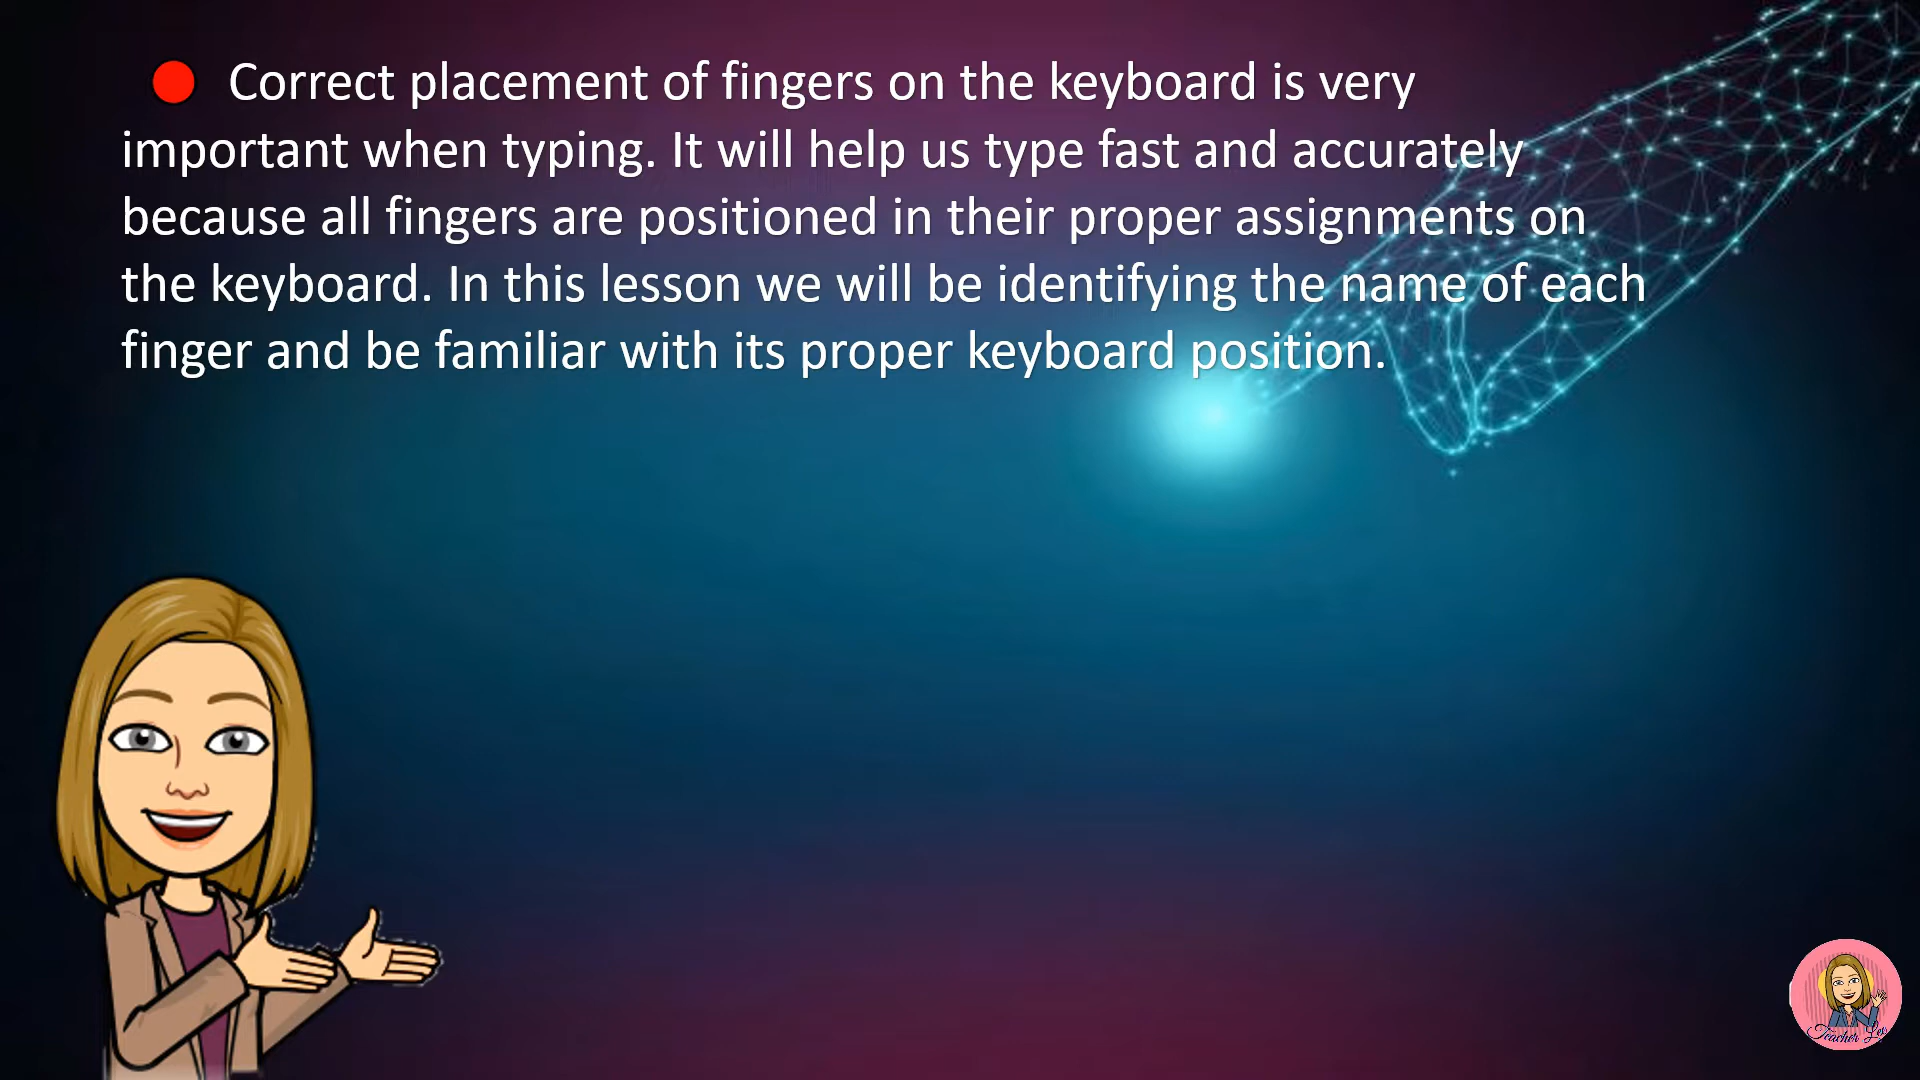 Correct placement of fingers on the keyboard is very
important when typing. It will help us type fast and accurately
because all fingers are positioned in their proper assignments on
the keyboard. In this lesson we will be identifying the name of each
finger and be familiar with its proper keyboard position.
Teacher